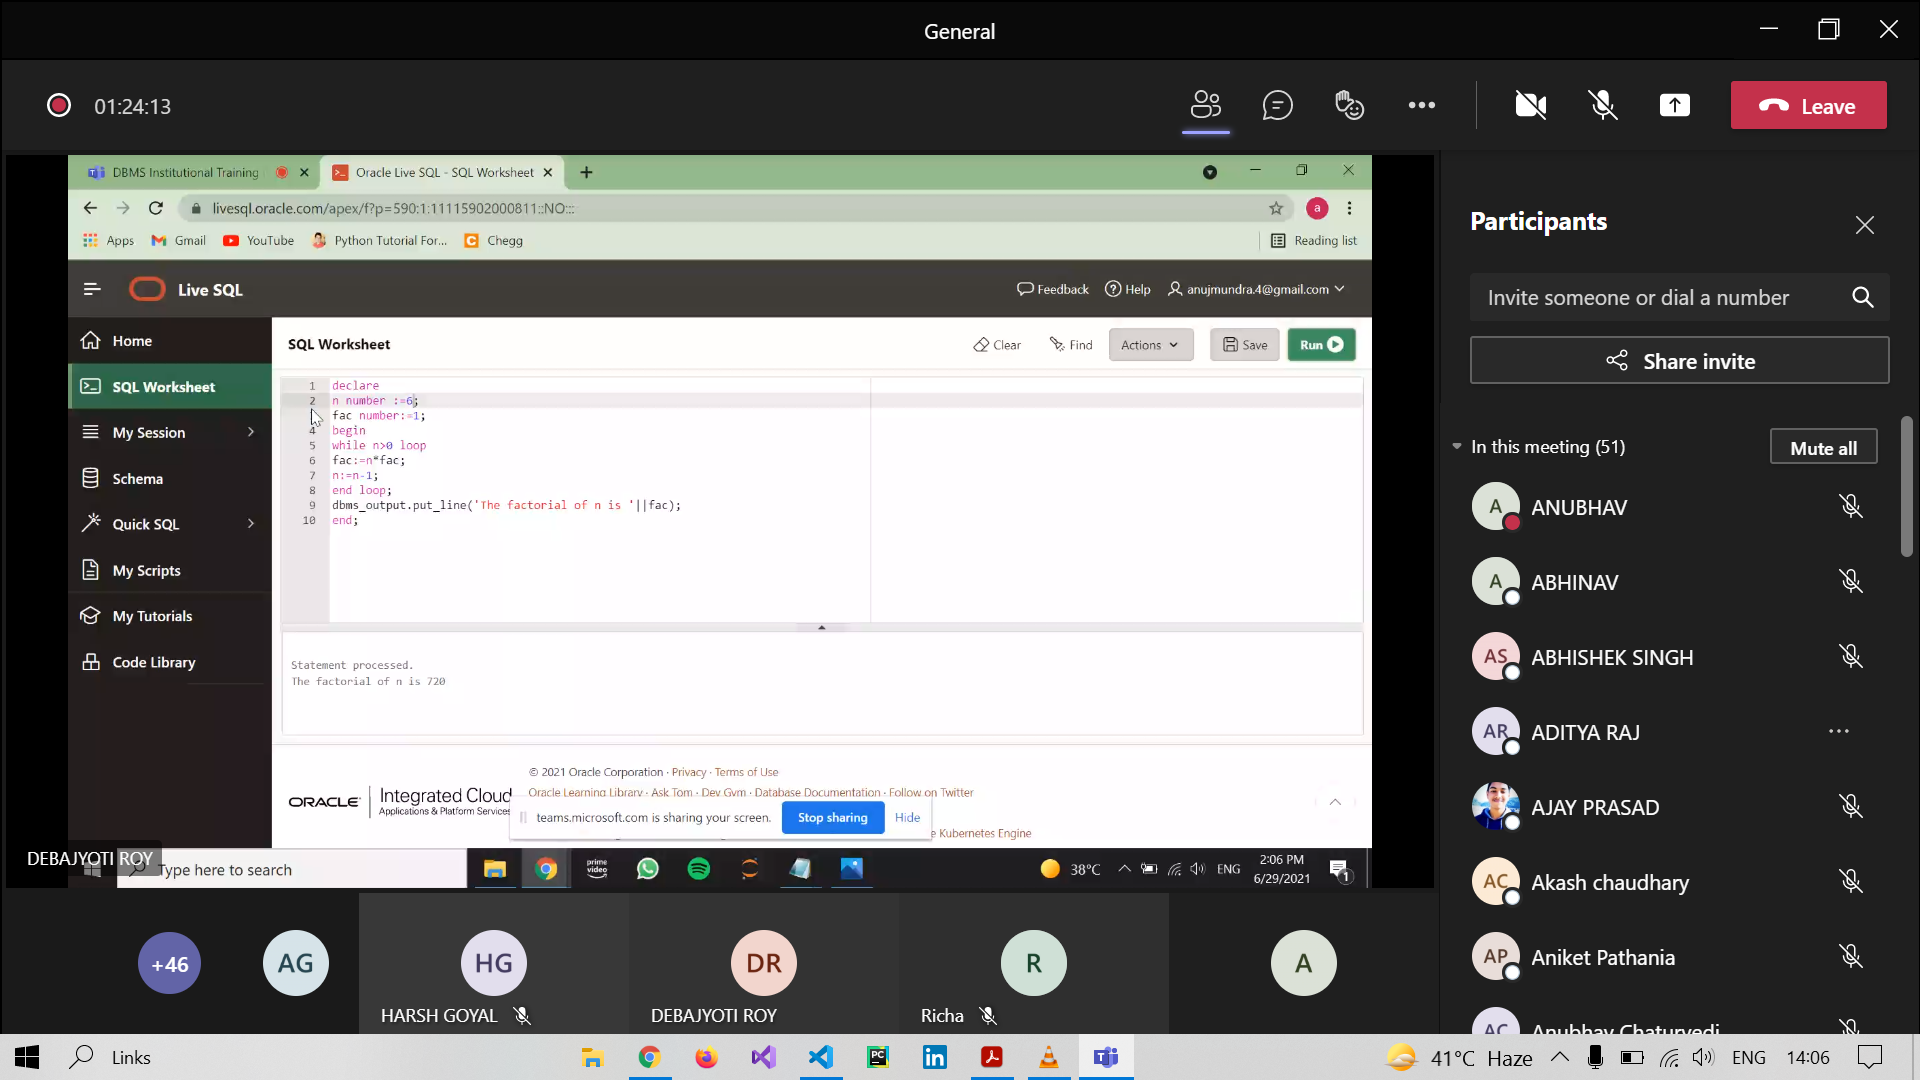 General
01:24:13
Leave
DBMS Institutional Training
Oracle Live SQL - SQL Worksheet
livesql.oracle.com/apex/f?p=590:1:11115902000811::NO:::
a
Apps
Gmail
YouTube
Python Tutorial For...
Chegg
Reading list
Live SQL
Feedback
Help
anujmundra.4@gmail.com
Home
SQL Worksheet
My Session
Schema
Quick SQL
My Scripts
My Tutorials
Code Library
SQL Worksheet
Clear
Find
Actions
Save
Run
1 declare
2 n number :=6;
fac number:=1;
4 begin
5 while n>0 loop
6 fac:=n*fac;
7 n:=n-1;
8 end loop;
9 dbms_output.put_line('The factorial of n is '||fac);
10 end;
Statement processed.
The factorial of n is 720
ORACLE
Integrated Cloud
Applications & Platform Services
© 2021 Oracle Corporation · Privacy · Terms of Use
Oracle Learning Library · Ask Tom · Dev Gym · Database Documentation · Follow on Twitter
e Kubernetes Engine
teams.microsoft.com is sharing your screen.
Stop sharing
Hide
DEBAJYOTI ROY
Type here to search
prime video
38°C
ENG
2:06 PM
6/29/2021
1
Participants
Invite someone or dial a number
Share invite
In this meeting (51)
Mute all
A
ANUBHAV
A
ABHINAV
AS
ABHISHEK SINGH
AR
ADITYA RAJ
AJAY PRASAD
AC
Akash chaudhary
AP
Aniket Pathania
AC
Anubhav Chaturvedi
+46
AG
HG
HARSH GOYAL
DR
DEBAJYOTI ROY
R
Richa
A
Links
PC
in
41°C Haze
ENG
14:06